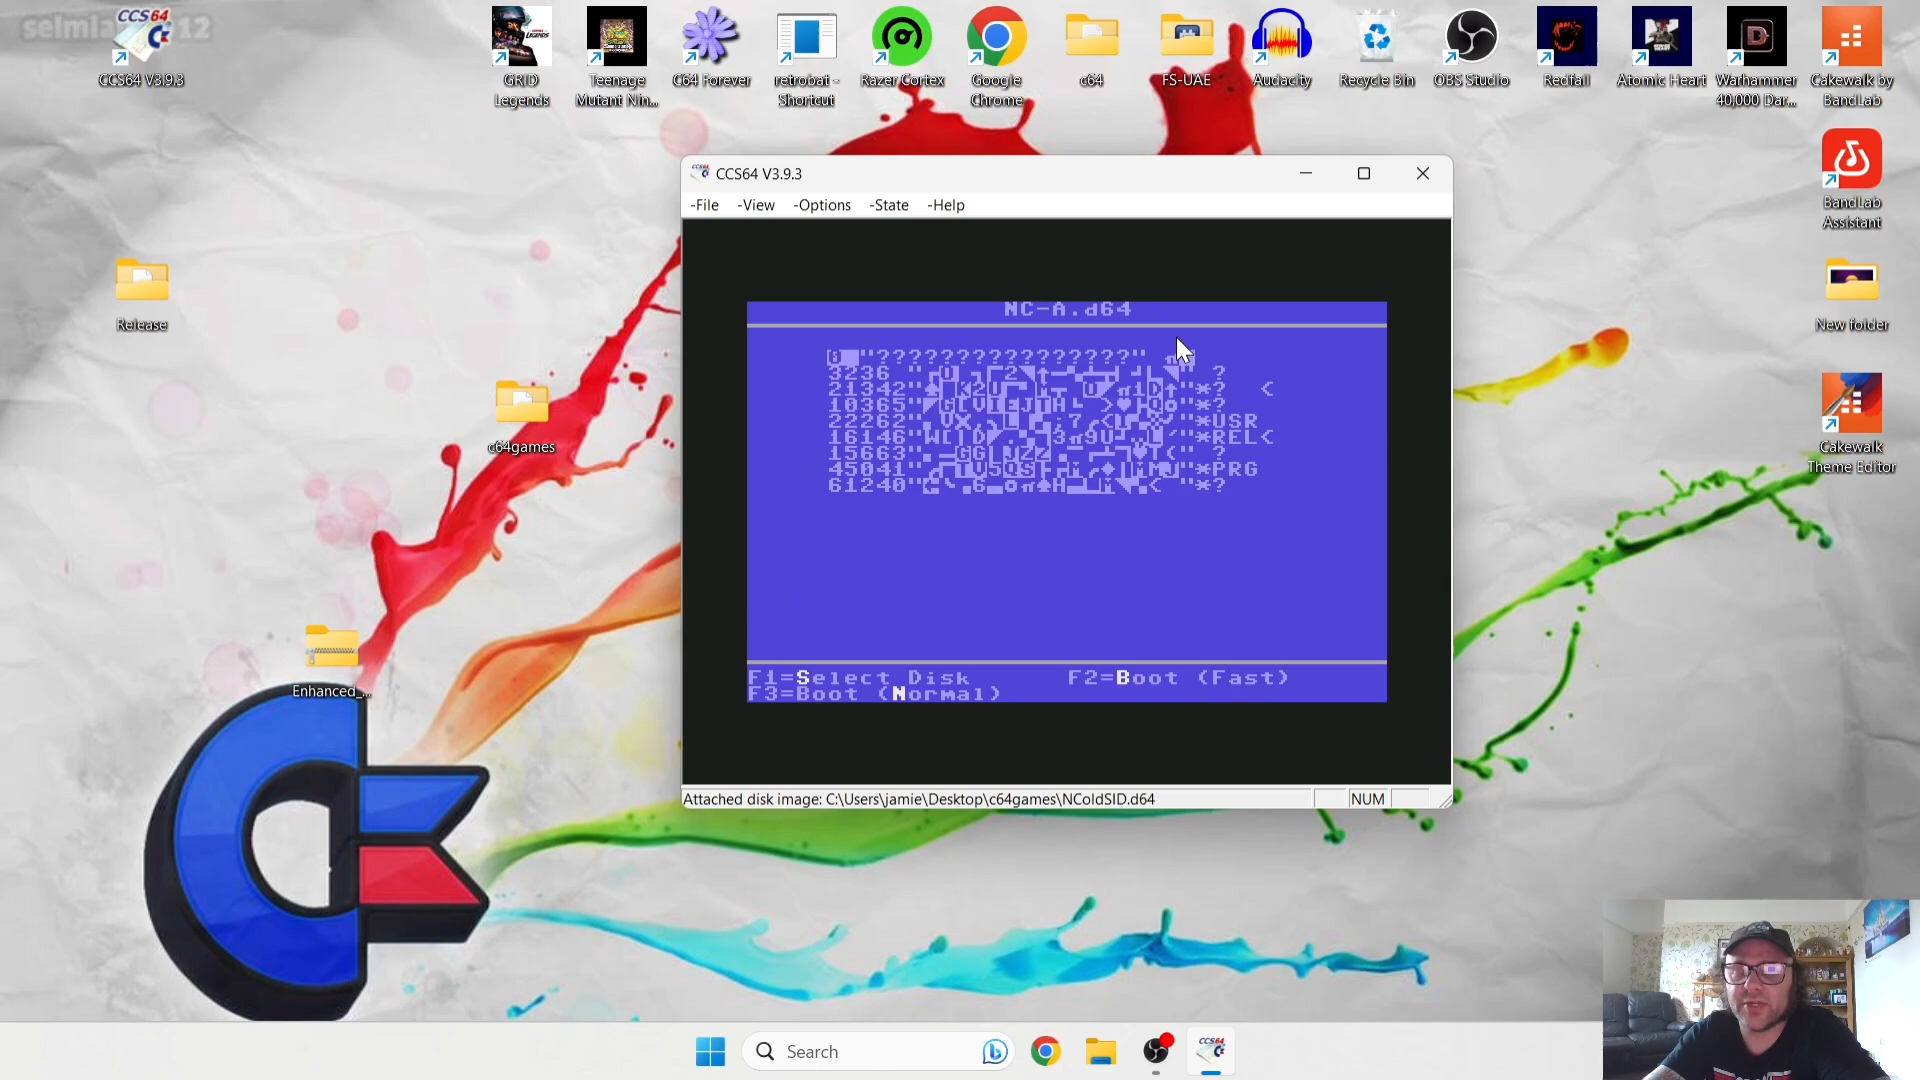 CCS64 V3.9.3
GRID
Legends
Teenage
Mutant Nin...
C64 Forever
retrobat -
Shortcut
Razer Cortex
Google
Chrome
c64
FS-UAE
Audacity
Recycle Bin
OBS Studio
Redfall
Atomic Heart
Warhammer
40,000 Dar...
Cakewalk by
BandLab
BandLab
Assistant
Release
New folder
c64games
Cakewalk
Theme Editor
Enhanced_...
CCS64 V3.9.3
-File -View -Options -State -Help
NC-A.d64
0 "????????????????"
3236 ?
21342 *? <
10365 *?
22262 *USR
16146 *REL<
15663 ?
45041 *PRG
61240 *?
F1=Select Disk F2=Boot (Fast)
F3=Boot (Normal)
Attached disk image: C:\Users\jamie\Desktop\c64games\NColdSID.d64 NUM
Search